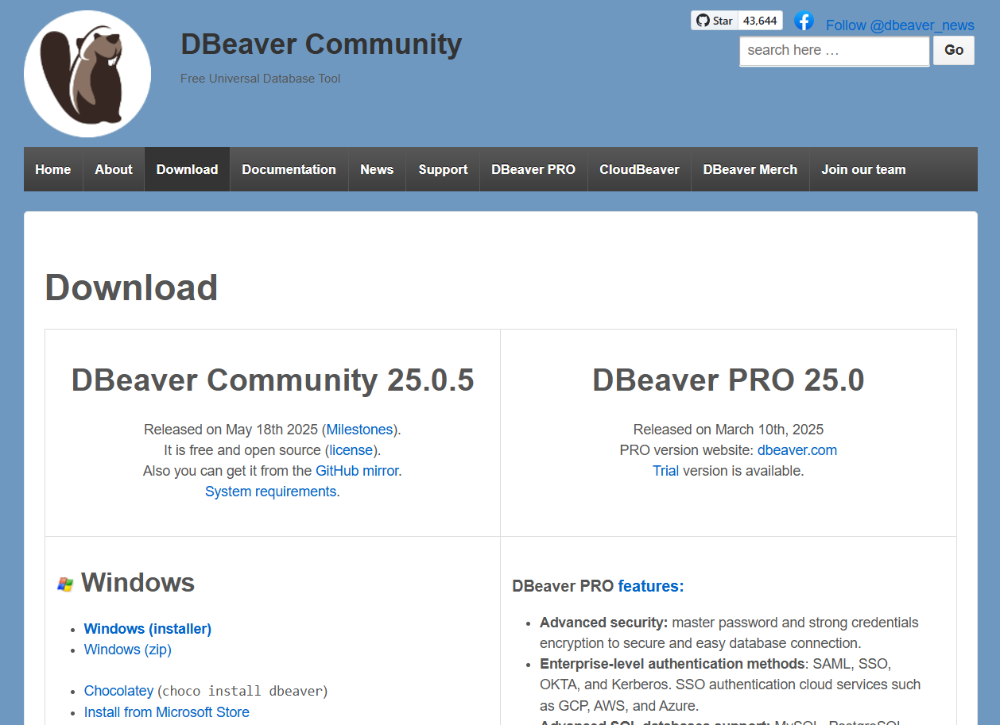 Star 43,644 Follow @dbeaver_news
DBeaver Community
search here … Go
Free Universal Database Tool
Home About Download Documentation News Support DBeaver PRO CloudBeaver DBeaver Merch Join our team
Download
DBeaver Community 25.0.5
Released on May 18th 2025 (Milestones).
It is free and open source (license).
Also you can get it from the GitHub mirror.
System requirements.
DBeaver PRO 25.0
Released on March 10th, 2025
PRO version website: dbeaver.com
Trial version is available.
Windows
Windows (installer)
Windows (zip)
Chocolatey (choco install dbeaver)
Install from Microsoft Store
DBeaver PRO features:
Advanced security: master password and strong credentials
encryption to secure and easy database connection.
Enterprise-level authentication methods: SAML, SSO,
OKTA, and Kerberos. SSO authentication cloud services such
as GCP, AWS, and Azure.
Advanced SQL databases support: MySQL, PostgreSQL,